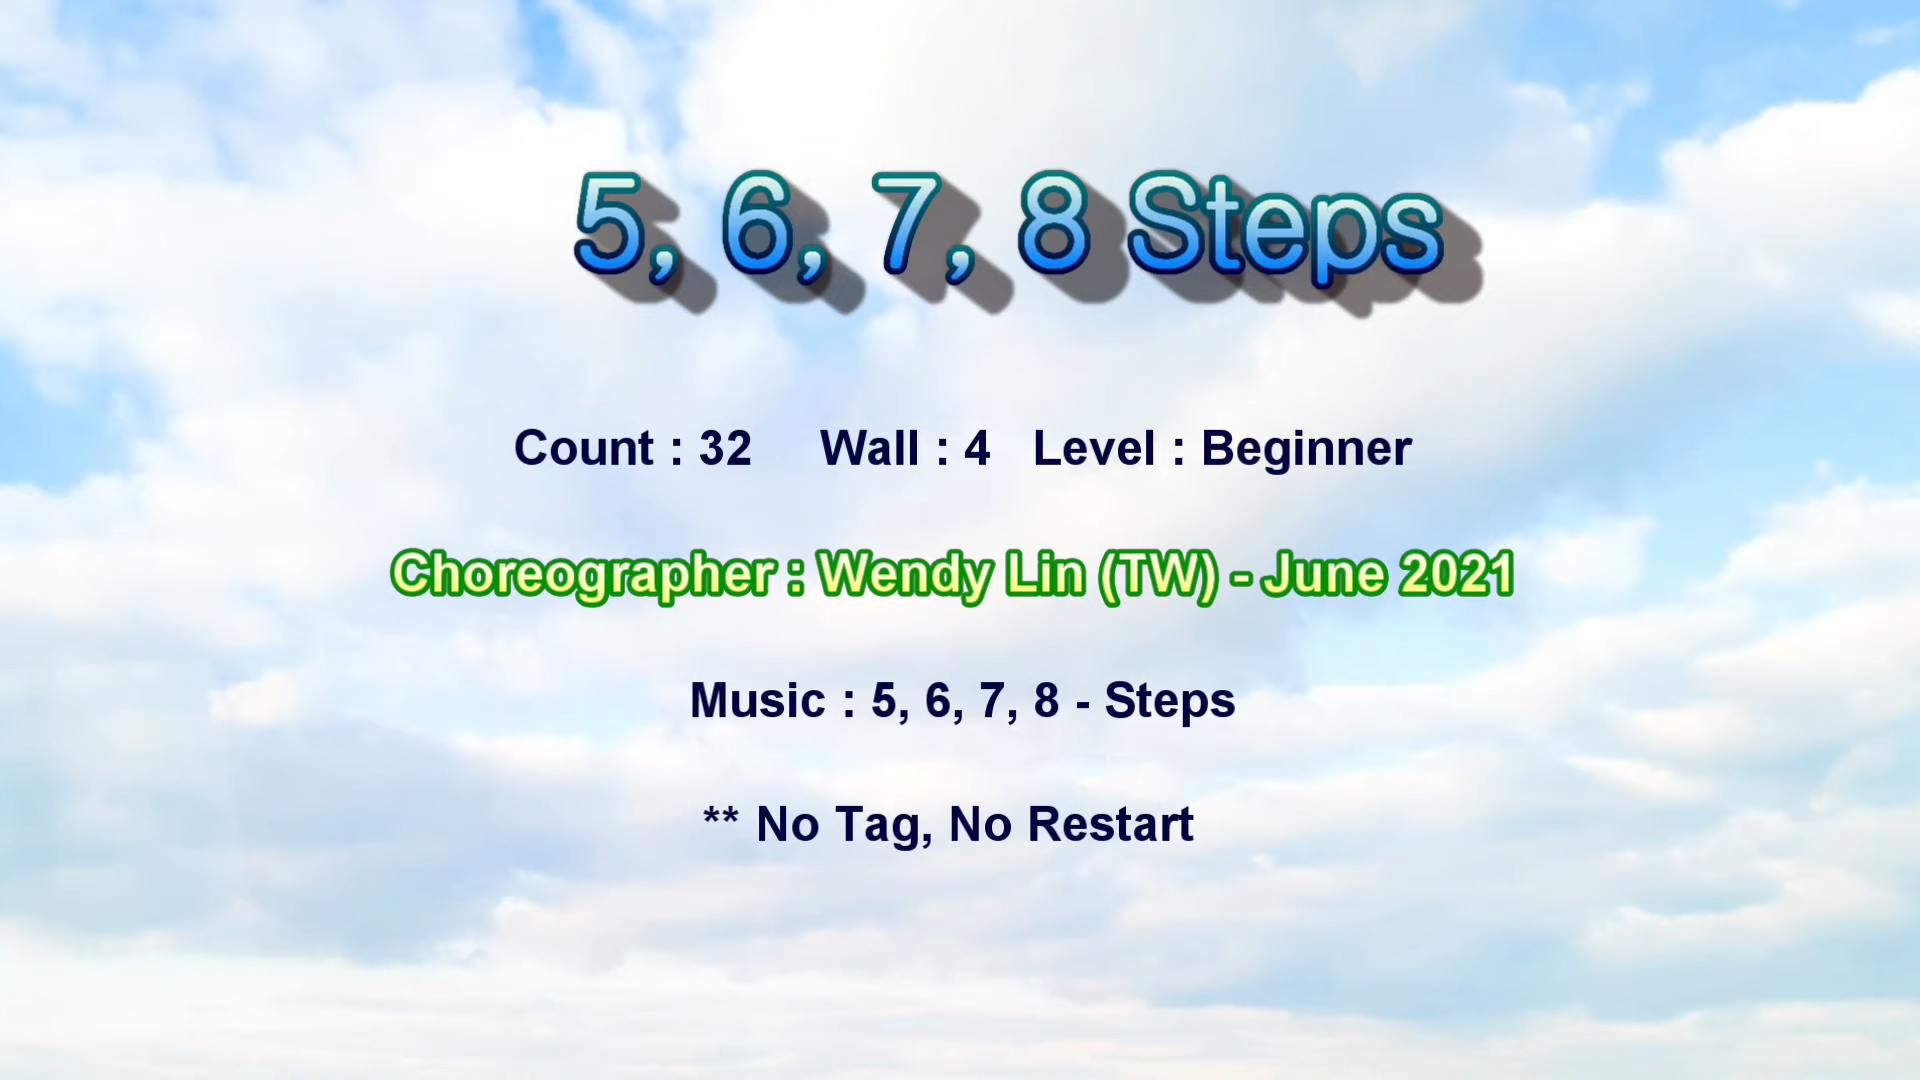 5, 6, 7, 8 Steps
Count : 32 Wall : 4 Level : Beginner
Choreographer : Wendy Lin (TW) - June 2021
Music : 5, 6, 7, 8 - Steps
** No Tag, No Restart